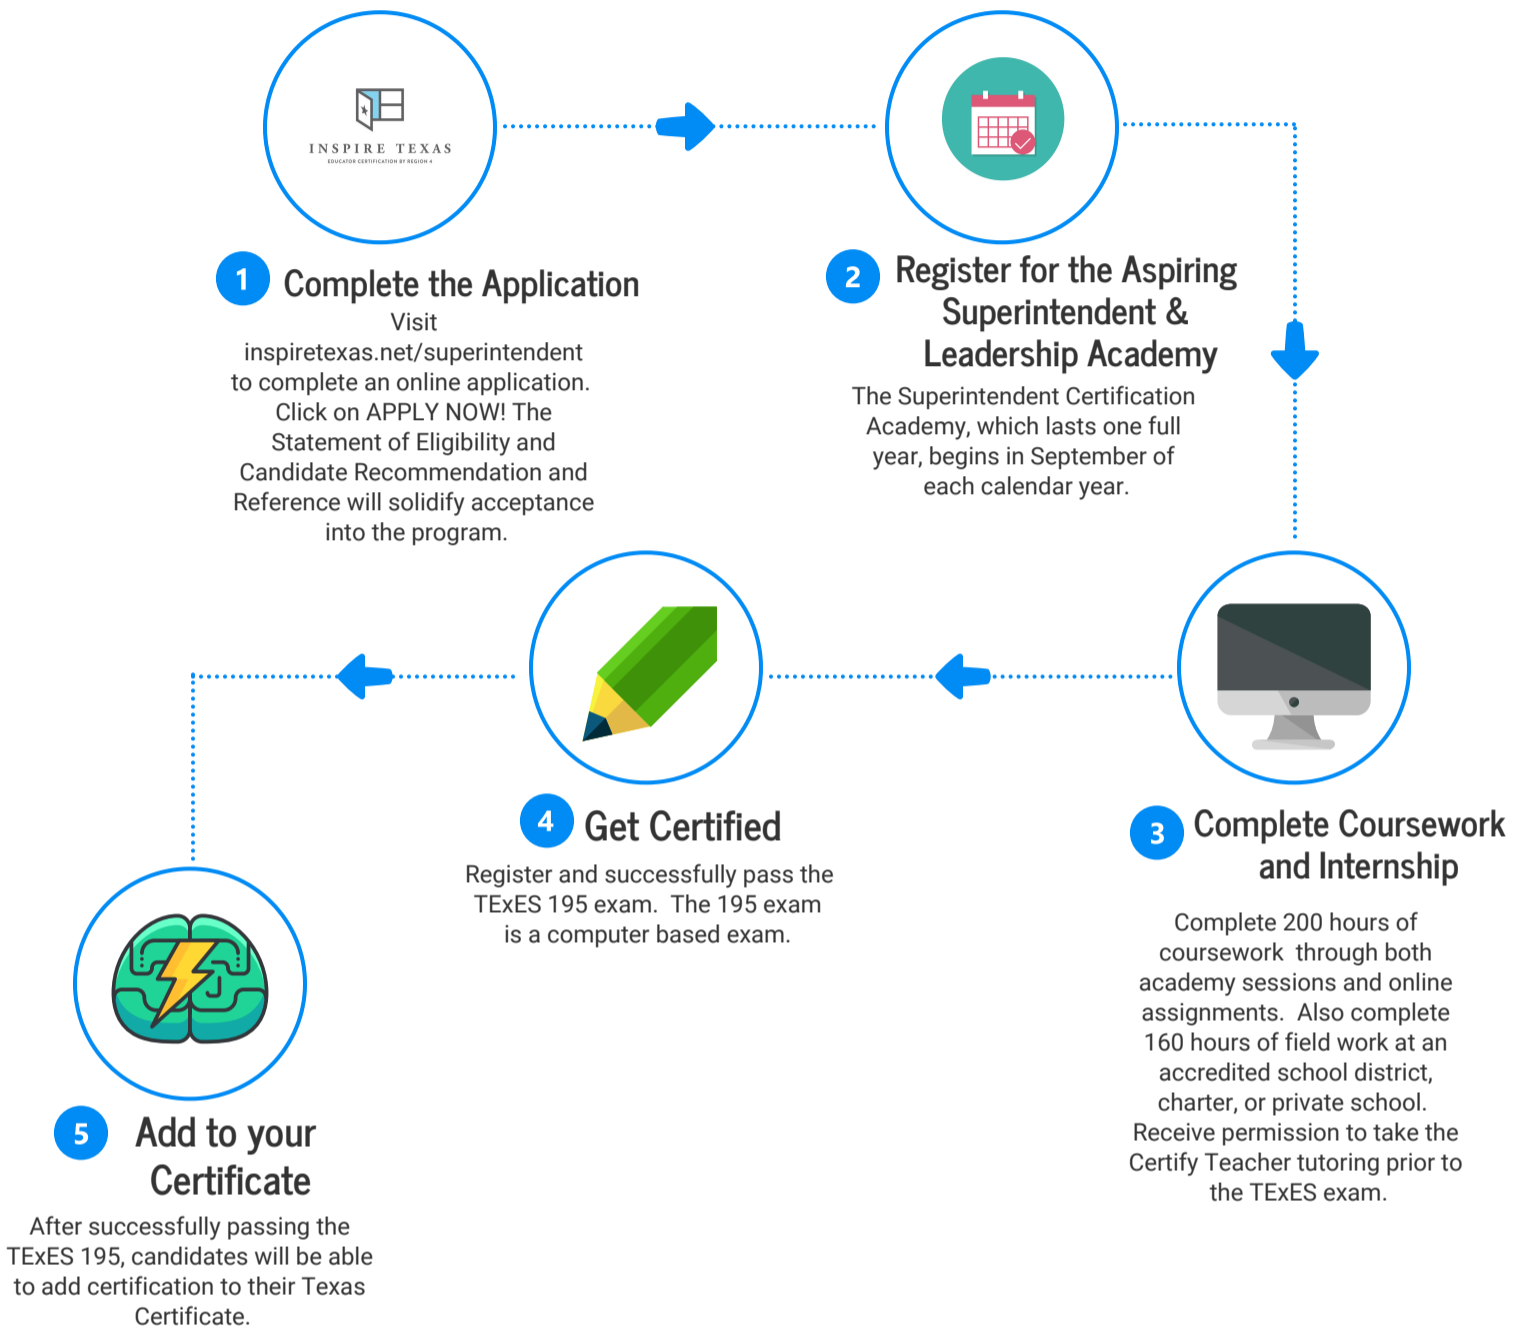 INSPIRE TEXAS
EDUCATOR CERTIFICATION BY REGION 4
1
Complete the Application
Visit
inspiretexas.net/superintendent
to complete an online application.
Click on APPLY NOW! The
Statement of Eligibility and
Candidate Recommendation and
Reference will solidify acceptance
into the program.
2
Register for the Aspiring
Superintendent &
Leadership Academy
The Superintendent Certification
Academy, which lasts one full
year, begins in September of
each calendar year.
3
Complete Coursework
and Internship
Complete 200 hours of
coursework  through both
academy sessions and online
assignments.  Also complete
160 hours of field work at an
accredited school district,
charter, or private school.
Receive permission to take the
Certify Teacher tutoring prior to
the TExES exam.
4
Get Certified
Register and successfully pass the
TExES 195 exam.  The 195 exam
is a computer based exam.
5
Add to your
Certificate
After successfully passing the
TExES 195, candidates will be able
to add certification to their Texas
Certificate.